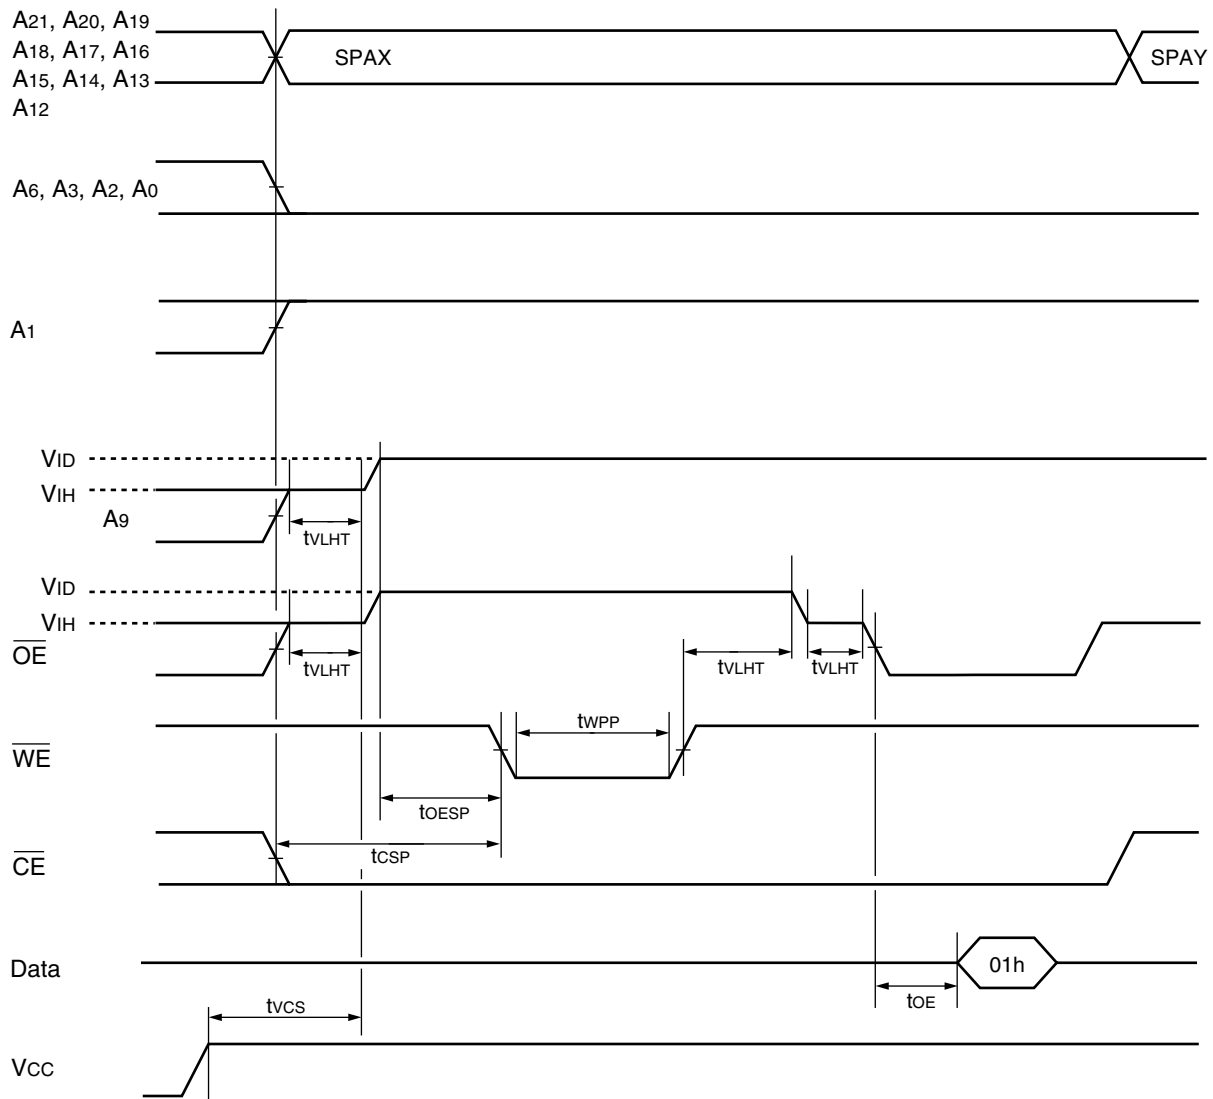 A21, A20, A19
A18, A17, A16
A15, A14, A13
A12
SPAX
SPAY
A6, A3, A2, A0
A1
VID
VIH
A9
tVLHT
VID
VIH
OE
tVLHT
tVLHT
tVLHT
WE
tWPP
tOESP
tCSP
CE
Data
01h
tOE
tVCS
VCC